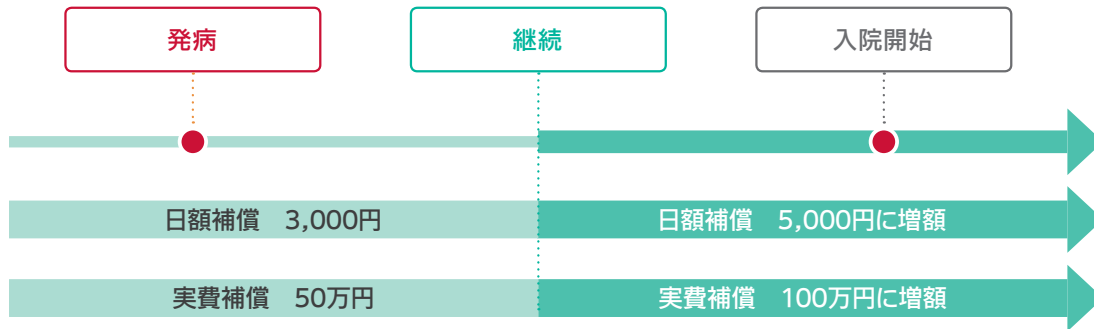 発病
継続
入院開始
日額補償　3,000円
日額補償　5,000円に増額
実費補償　50万円
実費補償　100万円に増額